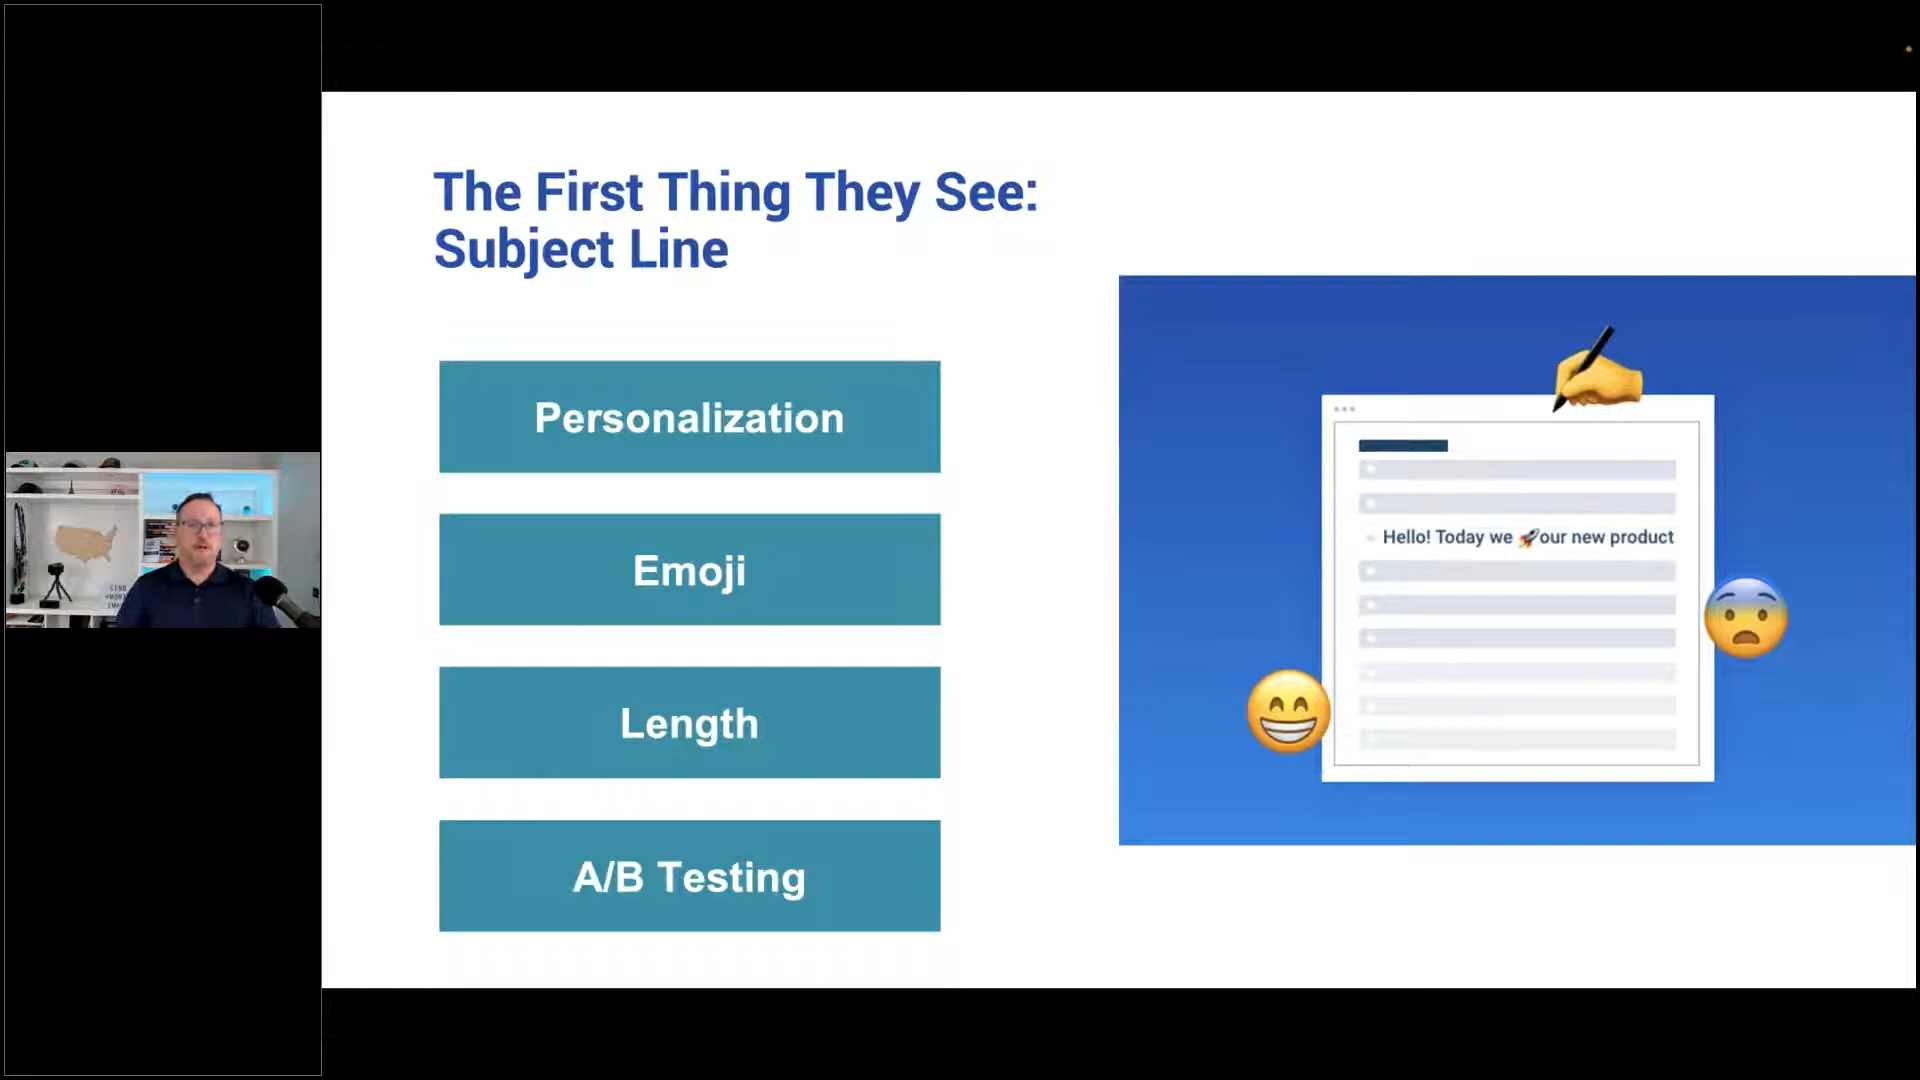 The First Thing They See:
Subject Line
Personalization
Emoji
Length
A/B Testing
Hello! Today we 🚀our new product